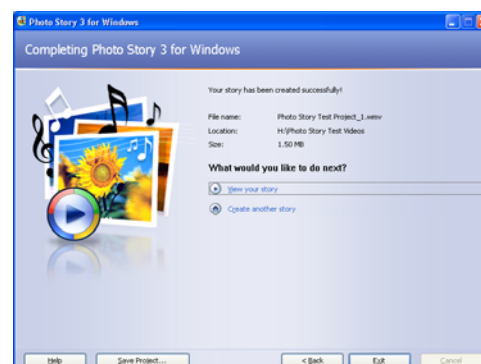 Photo Story 3 for Windows
Completing Photo Story 3 for Windows
Your story has been created successfully!
File name: Photo Story Test Project_1.wmv
Location: H:\Photo Story Test Videos
Size: 1.50 MB
What would you like to do next?
View your story
Create another story
Help Save Project... < Back Exit Cancel